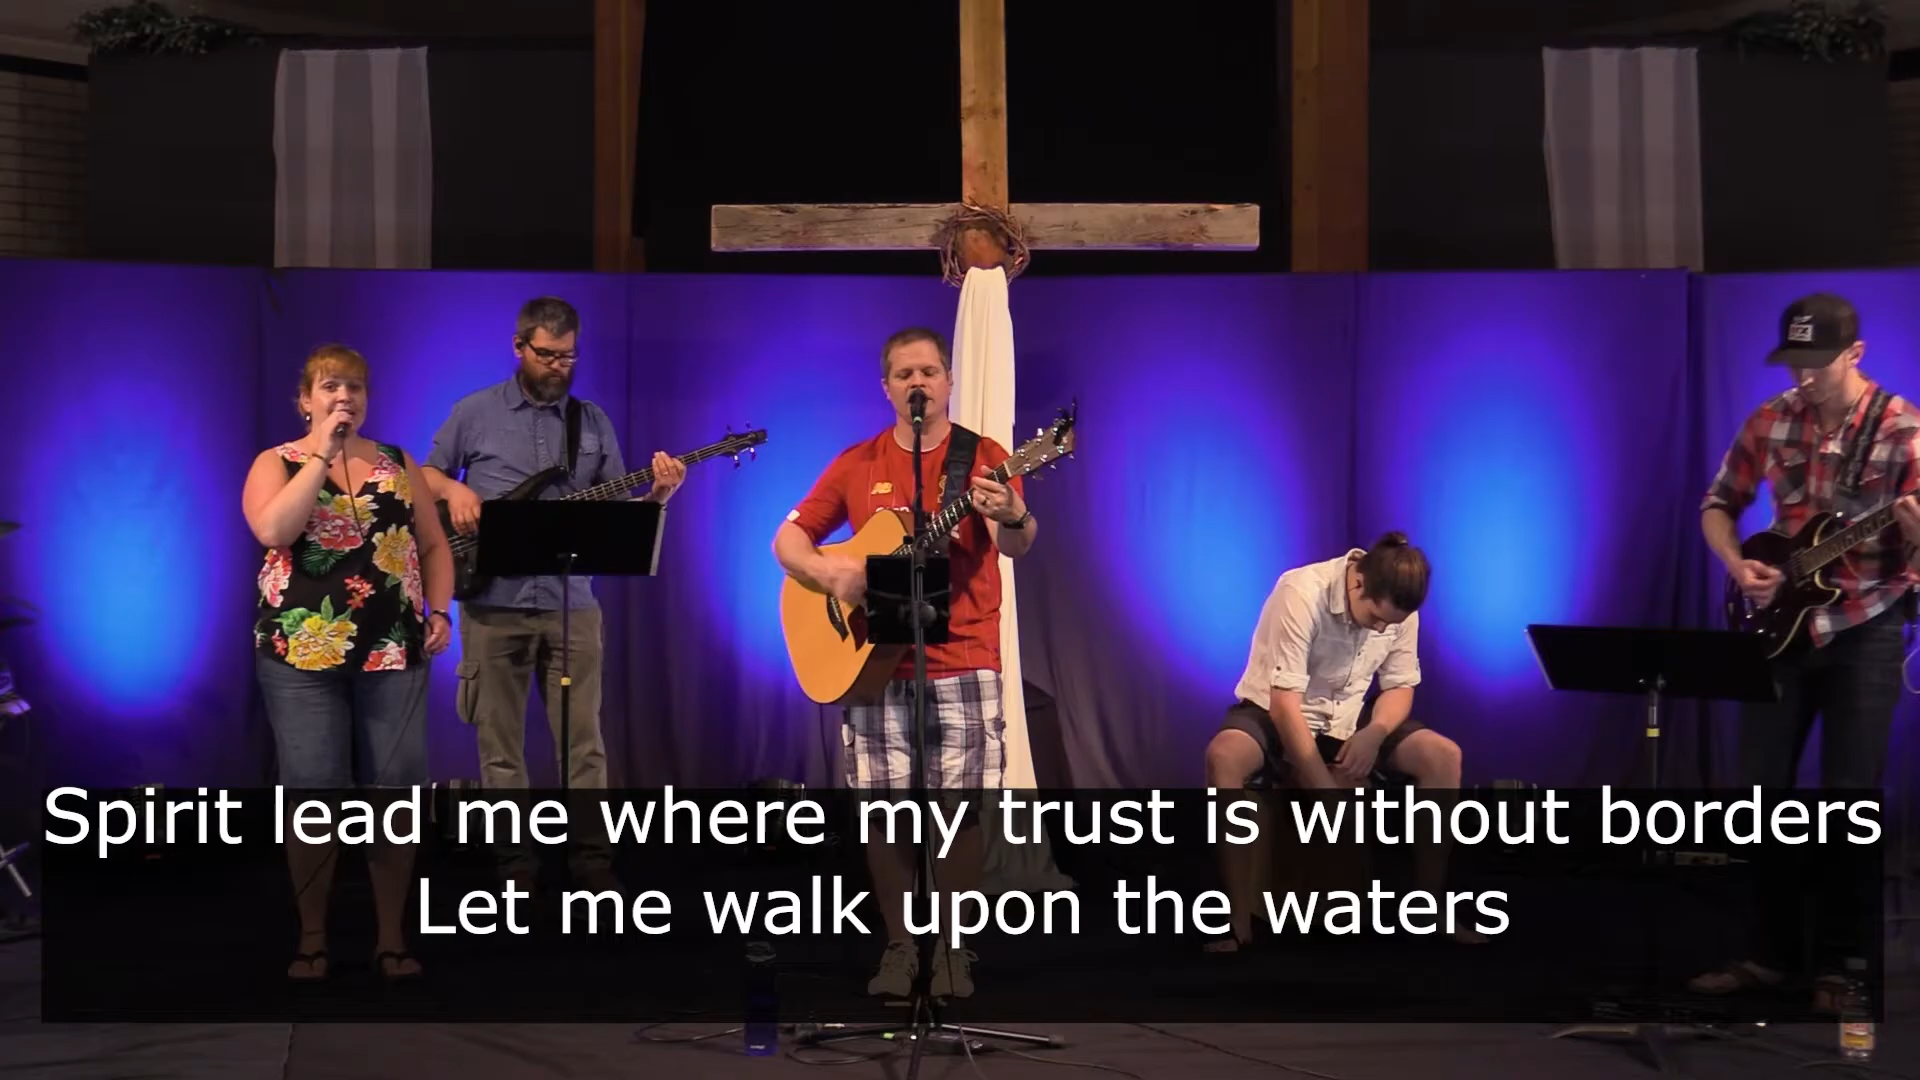 Spirit lead me where my trust is without borders
Let me walk upon the waters